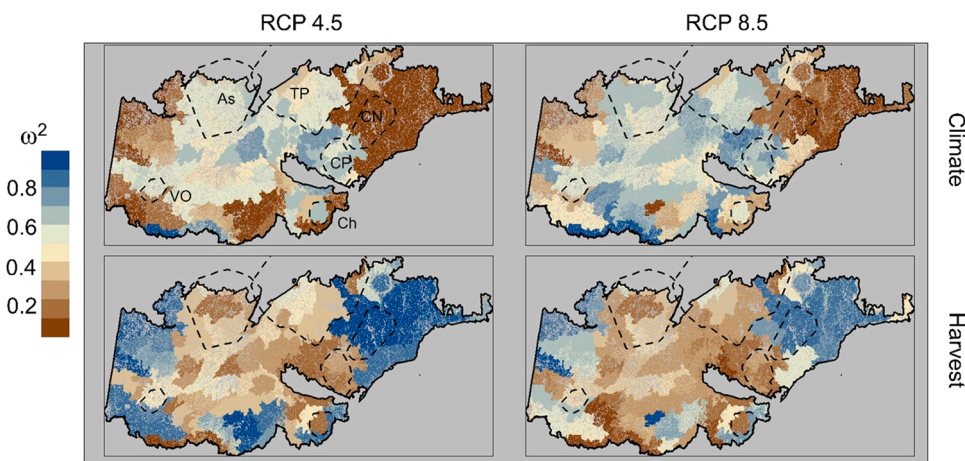 RCP 4.5 RCP 8.5
As TP CN CP VO Ch
Climate
ω²
0.8
0.6
0.4
0.2
Harvest